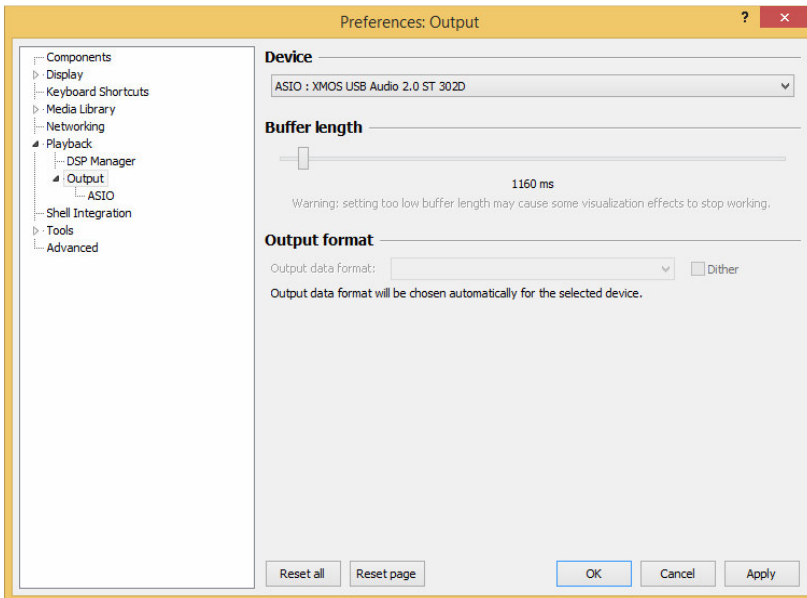 Preferences: Output
?
Components
Display
Keyboard Shortcuts
Media Library
Networking
Playback
DSP Manager
Output
ASIO
Shell Integration
Tools
Advanced
Device
ASIO : XMOS USB Audio 2.0 ST 302D
Buffer length
1160 ms
Warning: setting too low buffer length may cause some visualization effects to stop working.
Output format
Output data format:
Dither
Output data format will be chosen automatically for the selected device.
Reset all
Reset page
OK
Cancel
Apply